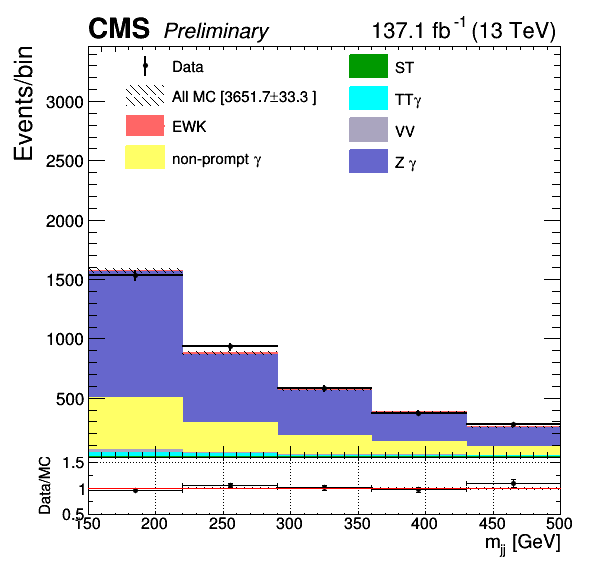 CMS Preliminary 137.1 fb⁻¹ (13 TeV)
Events/bin
3000
2500
2000
1500
1000
500
Data
All MC [3651.7±33.3 ]
EWK
non-prompt γ
ST
TTγ
VV
Z γ
Data/MC
1.5
1
0.5
150 200 250 300 350 400 450 500
m_jj [GeV]